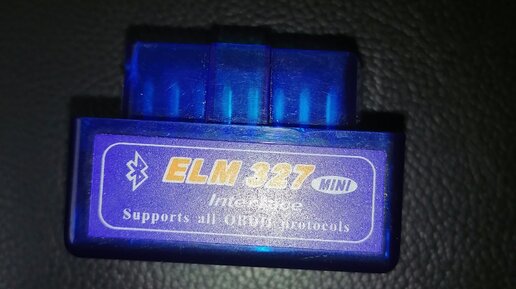 ELM 327 MINI
Interface
Supports all OBDII protocols